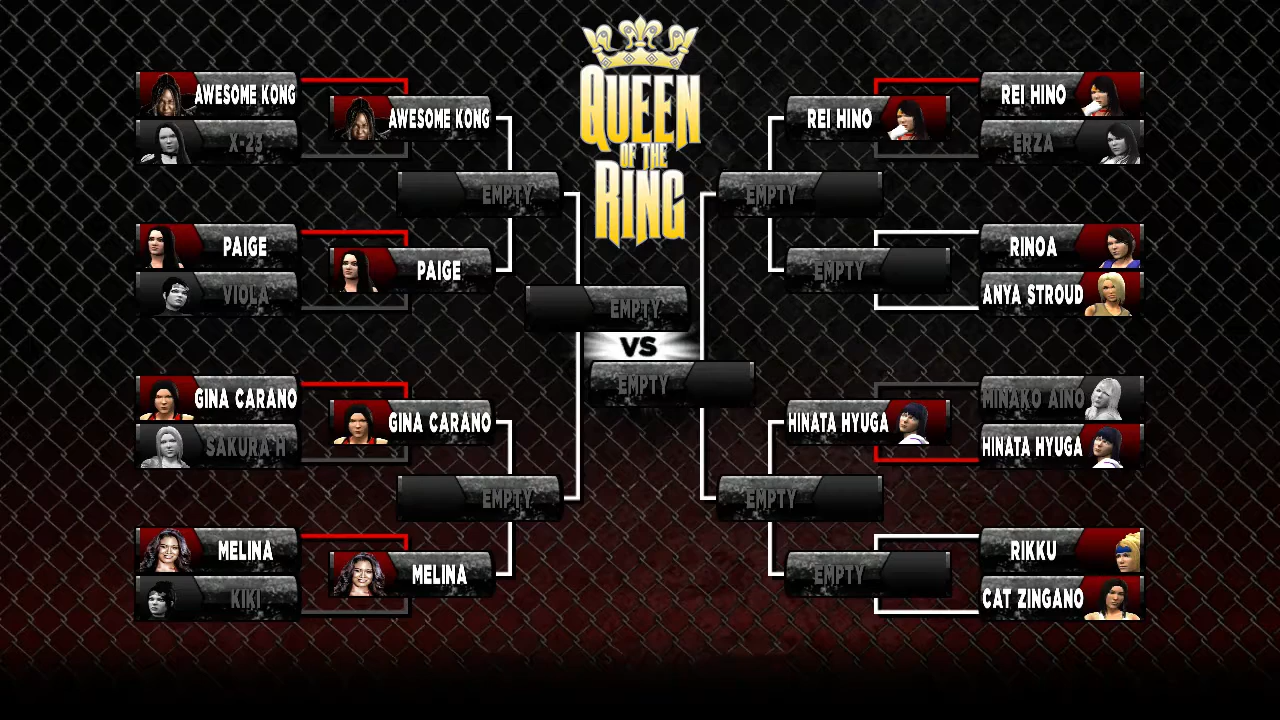 QUEEN
OF THE
RING
AWESOME KONG
X-23
AWESOME KONG
EMPTY
PAIGE
VIOLA
PAIGE
GINA CARANO
SAKURA H
GINA CARANO
EMPTY
MELINA
KIKI
MELINA
EMPTY
VS
EMPTY
REI HINO
REI HINO
ERZA
EMPTY
EMPTY
RINOA
ANYA STROUD
HINATA HYUGA
MINAKO AINO
HINATA HYUGA
EMPTY
EMPTY
RIKKU
CAT ZINGANO